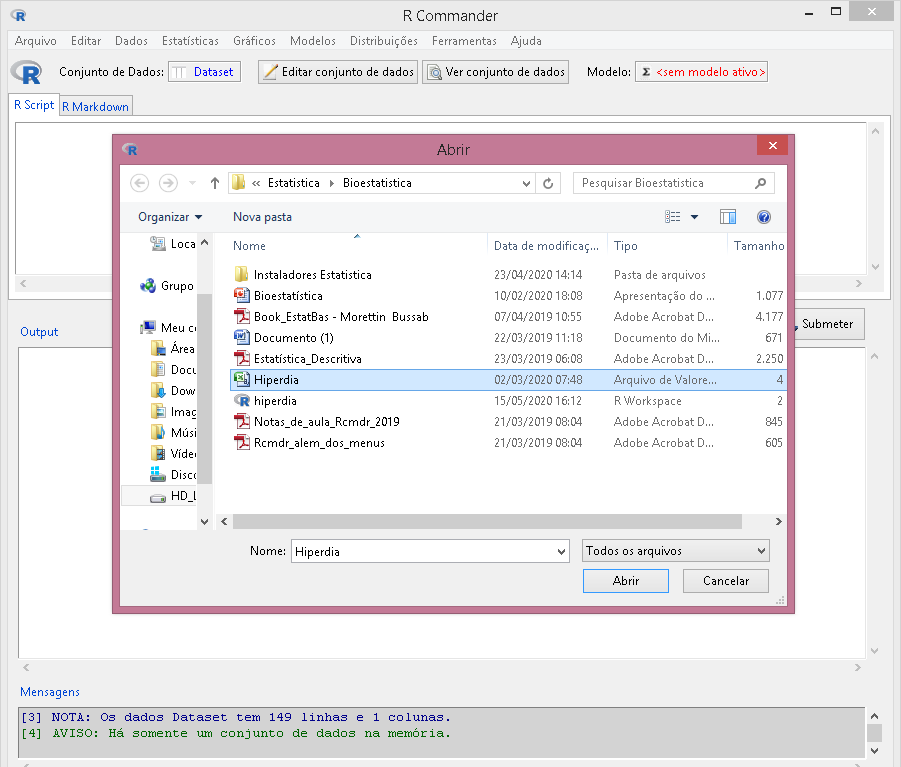 R Commander
Arquivo Editar Dados Estatísticas Gráficos Modelos Distribuições Ferramentas Ajuda
R Conjunto de Dados: Dataset Editar conjunto de dados Ver conjunto de dados Modelo: Σ <sem modelo ativo>
R Script R Markdown
Abrir
« Estatistica Bioestatistica Pesquisar Bioestatistica
Organizar Nova pasta
Nome Data de modificaç... Tipo Tamanho
Loca
Grupo
Meu co
Área
Docu
Dow
Imag
Músi
Víde
Disco
HD_L
Instaladores Estatistica 23/04/2020 14:14 Pasta de arquivos
Bioestatística 10/02/2020 18:08 Apresentação do ... 1.077
Book_EstatBas - Morettin Bussab 07/04/2019 10:55 Adobe Acrobat D... 4.177
Documento (1) 22/03/2019 11:18 Documento do Mi... 671
Estatística_Descritiva 23/03/2019 06:08 Adobe Acrobat D... 2.250
Hiperdia 02/03/2020 07:48 Arquivo de Valore... 4
hiperdia 15/05/2020 16:12 R Workspace 2
Notas_de_aula_Rcmdr_2019 21/03/2019 08:04 Adobe Acrobat D... 845
Rcmdr_alem_dos_menus 21/03/2019 08:04 Adobe Acrobat D... 605
Nome: Hiperdia Todos os arquivos
Abrir Cancelar
Output
Submeter
Mensagens
[3] NOTA: Os dados Dataset tem 149 linhas e 1 colunas.
[4] AVISO: Há somente um conjunto de dados na memória.